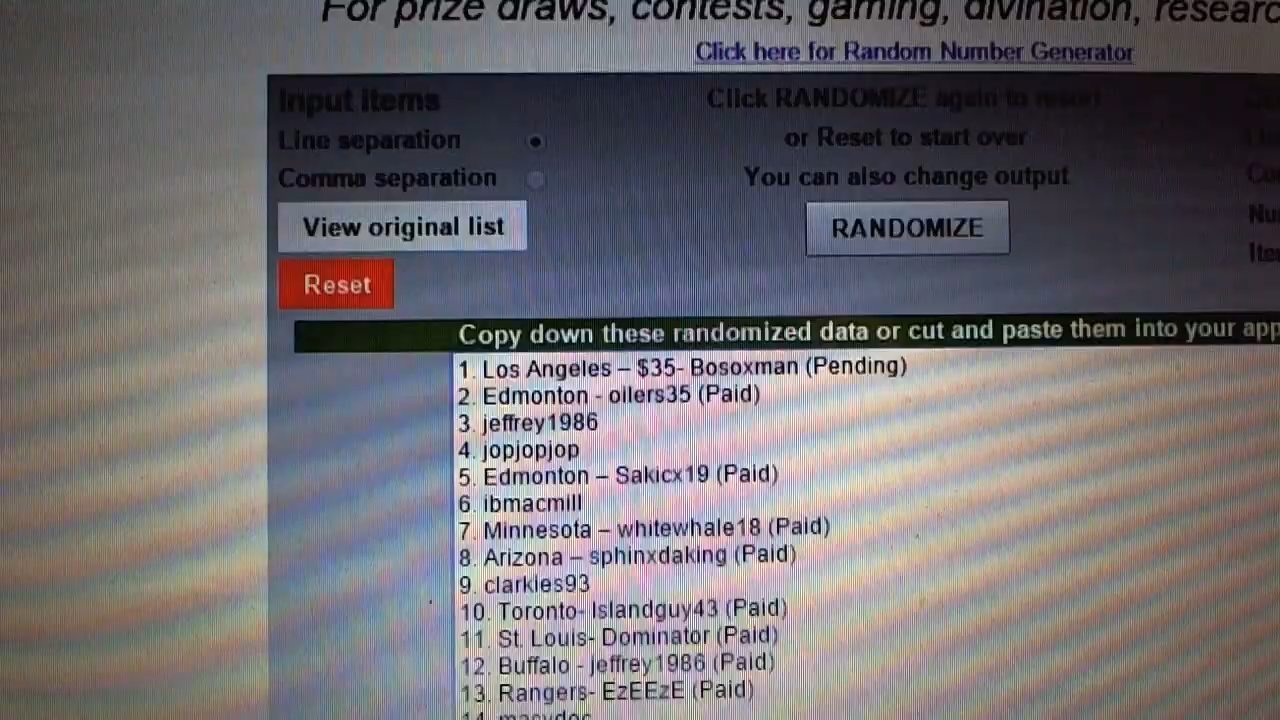 For prize draws, contests, gaming, divination, researc
Click here for Random Number Generator
Input items
Click RANDOMIZE again to resort
Line separation
or Reset to start over
Comma separation
You can also change output
View original list
RANDOMIZE
Nu
Reset
Ite
Copy down these randomized data or cut and paste them into your app
1. Los Angeles – $35- Bosoxman (Pending)
2. Edmonton - oilers35 (Paid)
3. jeffrey1986
4. jopjopjop
5. Edmonton – Sakicx19 (Paid)
6. ibmacmill
7. Minnesota – whitewhale18 (Paid)
8. Arizona – sphinxdaking (Paid)
9. clarkies93
10. Toronto- Islandguy43 (Paid)
11. St. Louis- Dominator (Paid)
12. Buffalo - jeffrey1986 (Paid)
13. Rangers- EzEEzE (Paid)
14.